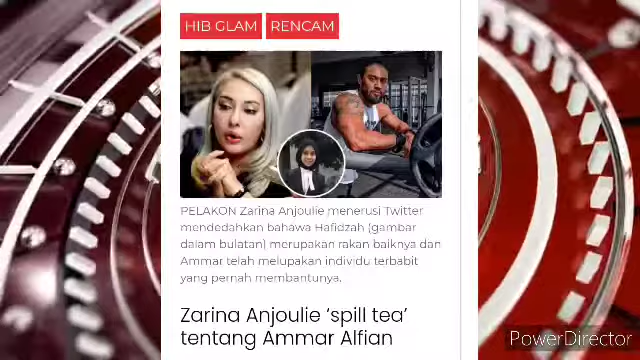 HIB GLAM RENCAM
PELAKON Zarina Anjoulie menerusi Twitter
mendedahkan bahawa Hafidzah (gambar
dalam bulatan) merupakan rakan baiknya dan
Ammar telah melupakan individu terbabit
yang pernah membantunya.
Zarina Anjoulie ‘spill tea’
tentang Ammar Alfian
PowerDirector